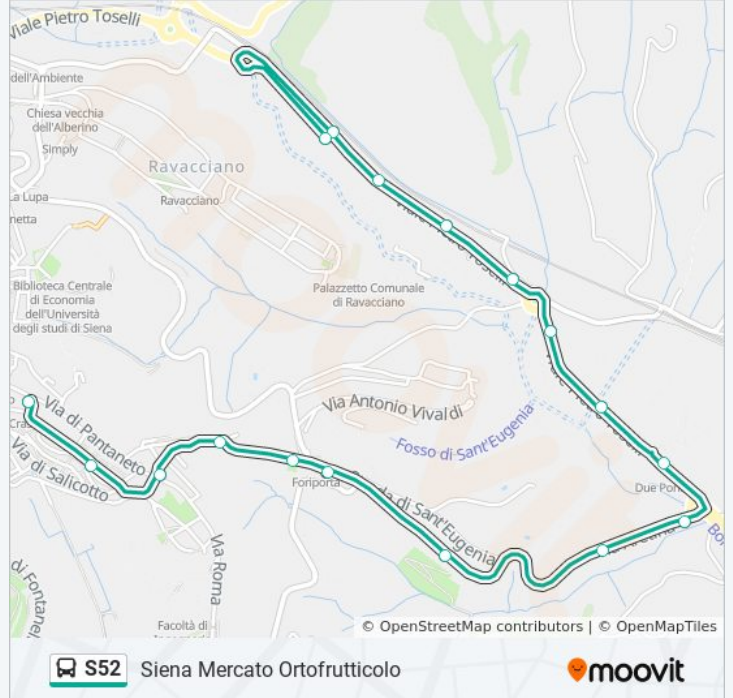 Viale Pietro Toselli
dell'Ambiente
Chiesa vecchia
dell'Alberino
Simply
Ravacciano
Ravacciano
La Lupa
netta
Biblioteca Centrale
di Economia
dell'Università
degli studi di Siena
Palazzetto Comunale
di Ravacciano
Via Antonio Vivaldi
Fosso di Sant'Eugenia
Via di Pantaneto
Via di Salicotto
Foriporta
di Sant'Eugenia
Due Pon
Via Roma
di Fontanel
Facoltà di
© OpenStreetMap contributors | © OpenMapTiles
S52 Siena Mercato Ortofrutticolo
moovit